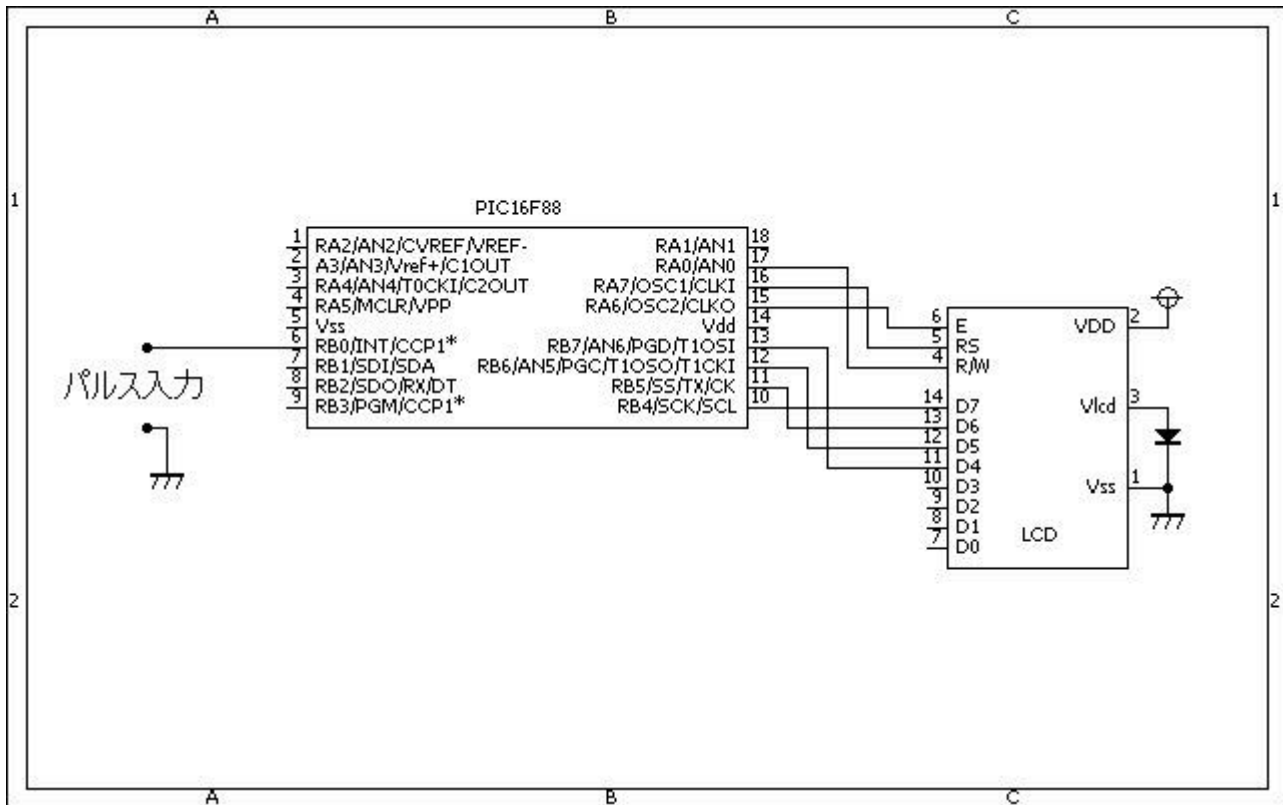 A B C
1 1
PIC16F88
1 RA2/AN2/CVREF/VREF- RA1/AN1 18
2 A3/AN3/Vref+/C1OUT RA0/AN0 17
3 RA4/AN4/T0CKI/C2OUT RA7/OSC1/CLKI 16
4 RA5/MCLR/VPP RA6/OSC2/CLKO 15
5 Vss Vdd 14
6 RB0/INT/CCP1* RB7/AN6/PGD/T1OSI 13
7 RB1/SDI/SDA RB6/AN5/PGC/T1OSO/T1CKI 12
8 RB2/SDO/RX/DT RB5/SS/TX/CK 11
9 RB3/PGM/CCP1* RB4/SCK/SCL 10
パルス入力
6 E VDD 2
5 RS
4 R/W
14 D7 Vlcd 3
13 D6
12 D5
11 D4
10 D3 Vss 1
9 D2
8 D1 LCD
7 D0
2 2
A B C